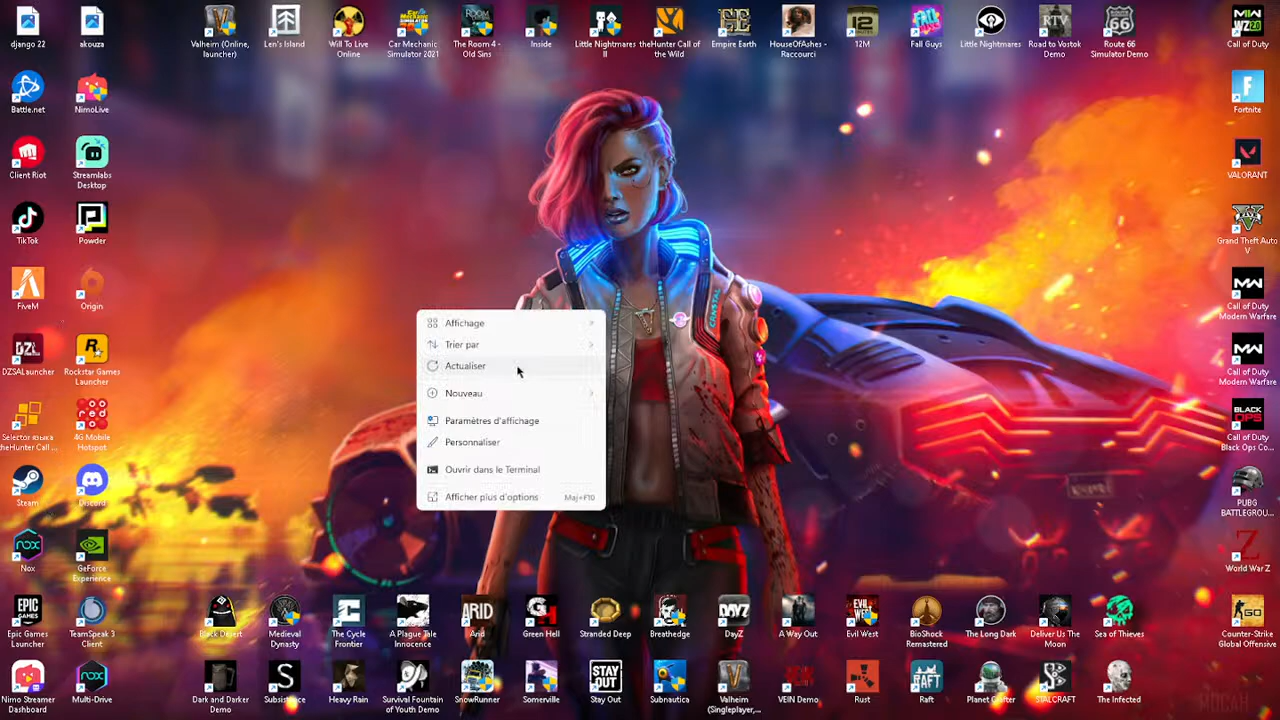 django 22
akouza
Valheim (Online,
launcher)
Len's Island
Will To Live
Online
Car Mechanic
Simulator 2021
The Room 4 -
Old Sins
Inside
Little Nightmares
II
theHunter Call of
the Wild
Empire Earth
HouseOfAshes -
Raccourci
12M
Fall Guys
Little Nightmares
Road to Vostok
Demo
Route 66
Simulator Demo
Call of Duty
Battle.net
NimoLive
Fortnite
Client Riot
Streamlabs
Desktop
VALORANT
TikTok
Powder
Grand Theft Auto
V
FiveM
Origin
Call of Duty
Modern Warfare
DZSALauncher
Rockstar Games
Launcher
Call of Duty
Modern Warfare
Affichage
Trier par
Actualiser
Nouveau
Paramètres d'affichage
Personnaliser
Ouvrir dans le Terminal
Afficher plus d'options Maj+F10
Selector языка
theHunter Call ...
4G Mobile
Hotspot
Call of Duty
Black Ops Co...
Steam
Discord
PUBG
BATTLEGROU...
Nox
GeForce
Experience
World War Z
Epic Games
Launcher
TeamSpeak 3
Client
Black Desert
Medieval
Dynasty
The Cycle
Frontier
A Plague Tale
Innocence
Arid
Green Hell
Stranded Deep
Breathedge
DayZ
A Way Out
Evil West
BioShock
Remastered
The Long Dark
Deliver Us The
Moon
Sea of Thieves
Counter-Strike
Global Offensive
Nimo Streamer
Dashboard
Multi-Drive
Dark and Darker
Demo
Subsistence
Heavy Rain
Survival Fountain
of Youth Demo
SnowRunner
Somerville
Stay Out
Subnautica
Valheim
(Singleplayer,...
VEIN Demo
Rust
Raft
Planet Crafter
STALCRAFT
The Infected